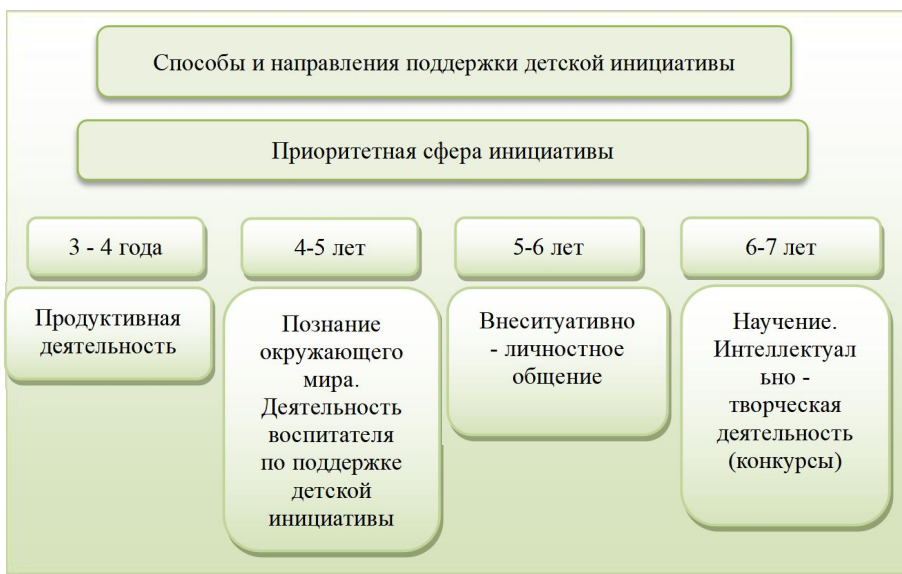 Способы и направления поддержки детской инициативы
Приоритетная сфера инициативы
3 - 4 года
4-5 лет
5-6 лет
6-7 лет
Продуктивная
деятельность
Познание
окружающего
мира.
Деятельность
воспитателя
по поддержке
детской
инициативы
Внеситуативно
- личностное
общение
Научение.
Интеллектуал
ьно -
творческая
деятельность
(конкурсы)